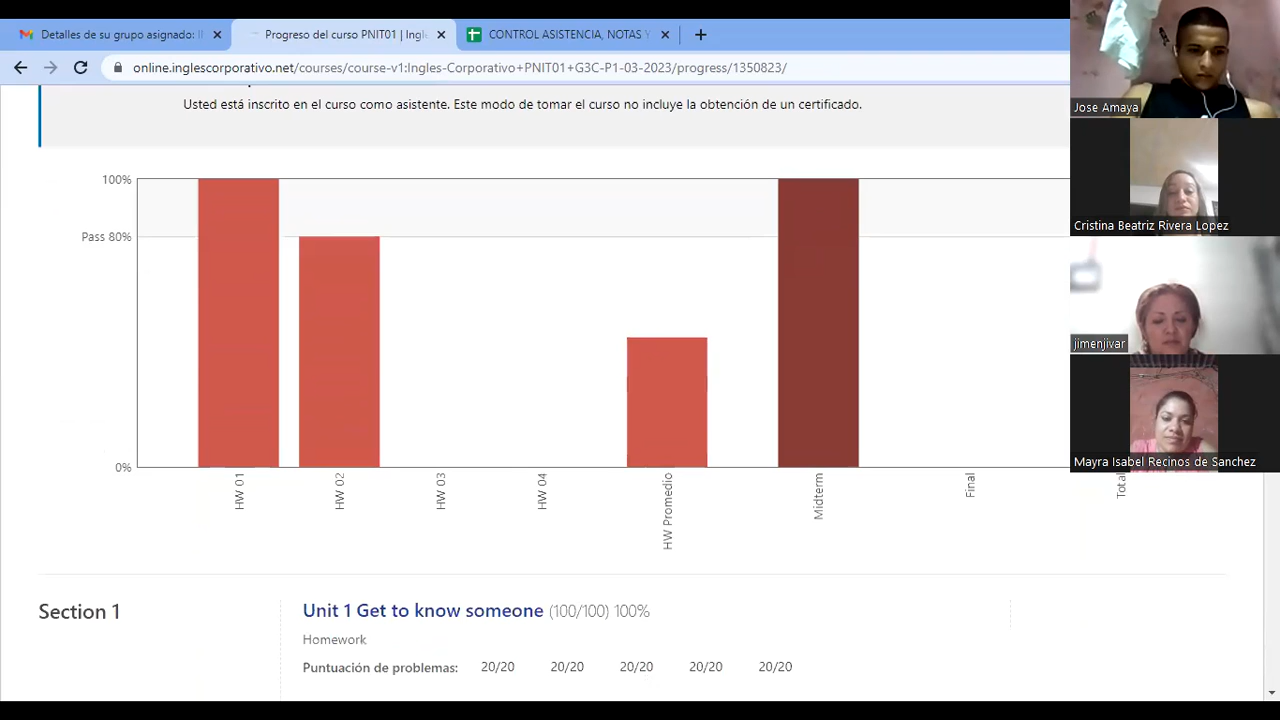 Detalles de su grupo asignado: I
Progreso del curso PNIT01 | Ingl
CONTROL ASISTENCIA, NOTAS Y
online.inglescorporativo.net/courses/course-v1:Ingles-Corporativo+PNIT01+G3C-P1-03-2023/progress/1350823/
Usted está inscrito en el curso como asistente. Este modo de tomar el curso no incluye la obtención de un certificado.
100%
Pass 80%
0%
HW 01
HW 02
HW 03
HW 04
HW Promedio
Midterm
Final
Total
Section 1
Unit 1 Get to know someone (100/100) 100%
Homework
Puntuación de problemas: 20/20 20/20 20/20 20/20 20/20
Jose Amaya
Cristina Beatriz Rivera Lopez
jimenjivar
Mayra Isabel Recinos de Sanchez